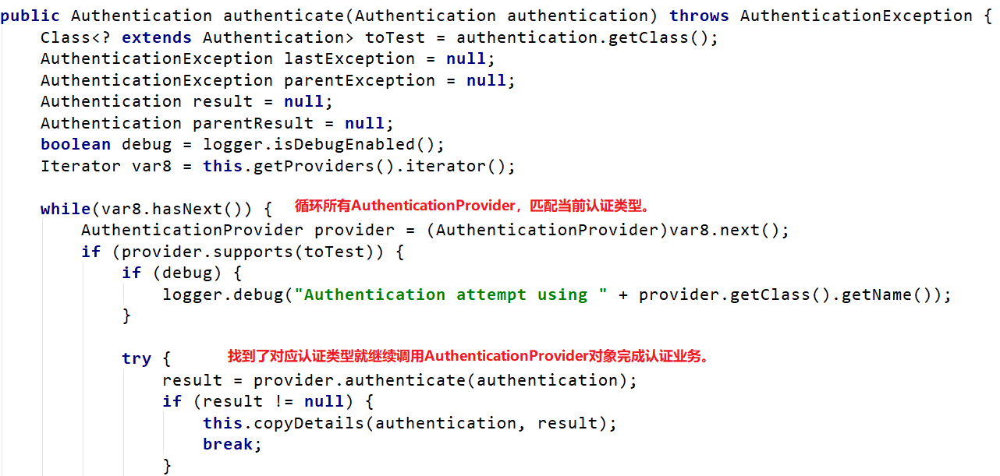 public Authentication authenticate(Authentication authentication) throws AuthenticationException {
Class<? extends Authentication> toTest = authentication.getClass();
AuthenticationException lastException = null;
AuthenticationException parentException = null;
Authentication result = null;
Authentication parentResult = null;
boolean debug = logger.isDebugEnabled();
Iterator var8 = this.getProviders().iterator();
while(var8.hasNext()) { 循环所有AuthenticationProvider，匹配当前认证类型。
AuthenticationProvider provider = (AuthenticationProvider)var8.next();
if (provider.supports(toTest)) {
if (debug) {
logger.debug("Authentication attempt using " + provider.getClass().getName());
}
try { 找到了对应认证类型就继续调用AuthenticationProvider对象完成认证业务。
result = provider.authenticate(authentication);
if (result != null) {
this.copyDetails(authentication, result);
break;
}